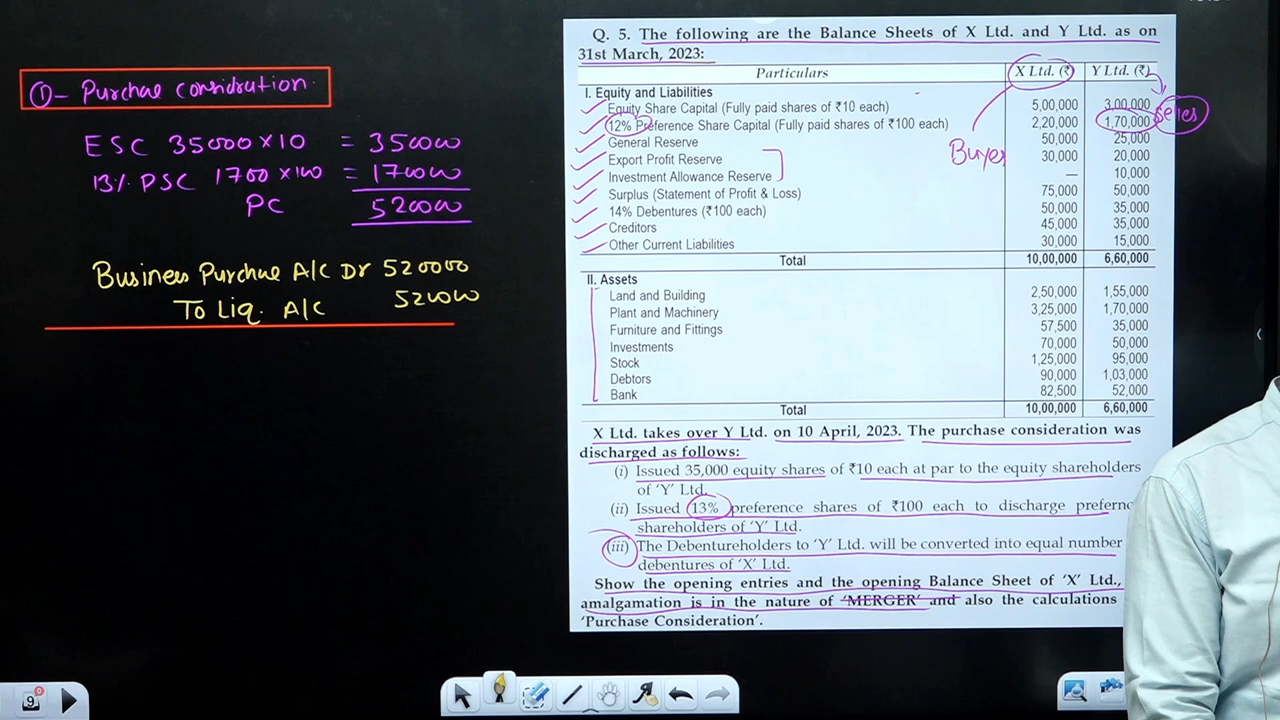 ① - Purchase considration
ESC 35000 × 10 = 350000
13% PSC 1700 × 100 = 170000
PC 520000
Business Purchase A/C Dr 520000
To Liq. A/C 520000
Q. 5. The following are the Balance Sheets of X Ltd. and Y Ltd. as on
31st March, 2023:
Particulars X Ltd. (₹) Y Ltd. (₹)
I. Equity and Liabilities
Equity Share Capital (Fully paid shares of ₹10 each) 5,00,000 3,00,000
12% Preference Share Capital (Fully paid shares of ₹100 each) 2,20,000 1,70,000
General Reserve 50,000 25,000
Export Profit Reserve 30,000 20,000
Investment Allowance Reserve — 10,000
Surplus (Statement of Profit & Loss) 75,000 50,000
14% Debentures (₹100 each) 50,000 35,000
Creditors 45,000 35,000
Other Current Liabilities 30,000 15,000
Total 10,00,000 6,60,000
II. Assets
Land and Building 2,50,000 1,55,000
Plant and Machinery 3,25,000 1,70,000
Furniture and Fittings 57,500 35,000
Investments 70,000 50,000
Stock 1,25,000 95,000
Debtors 90,000 1,03,000
Bank 82,500 52,000
Total 10,00,000 6,60,000
Buyer
X Ltd. takes over Y Ltd. on 10 April, 2023. The purchase consideration was
discharged as follows:
(i) Issued 35,000 equity shares of ₹10 each at par to the equity shareholders
of 'Y' Ltd.
(ii) Issued 13% preference shares of ₹100 each to discharge preferenc
shareholders of 'Y' Ltd.
(iii) The Debentureholders to 'Y' Ltd. will be converted into equal number
debentures of 'X' Ltd.
Show the opening entries and the opening Balance Sheet of 'X' Ltd.,
amalgamation is in the nature of 'MERGER' and also the calculations
'Purchase Consideration'.
9